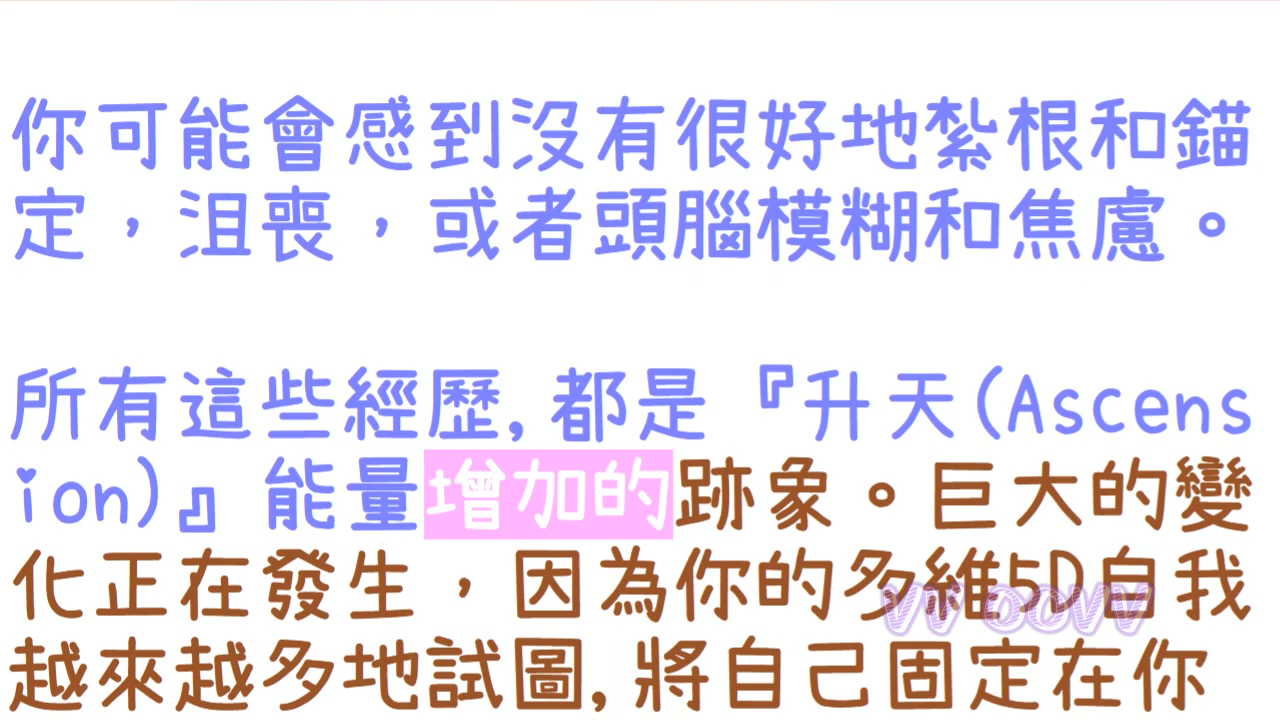 你可能會感到沒有很好地紮根和錨
定，沮喪，或者頭腦模糊和焦慮。
所有這些經歷,都是『升天(Ascens
ion)』能量增加的跡象。巨大的變
化正在發生，因為你的多維5D自我
越來越多地試圖,將自己固定在你